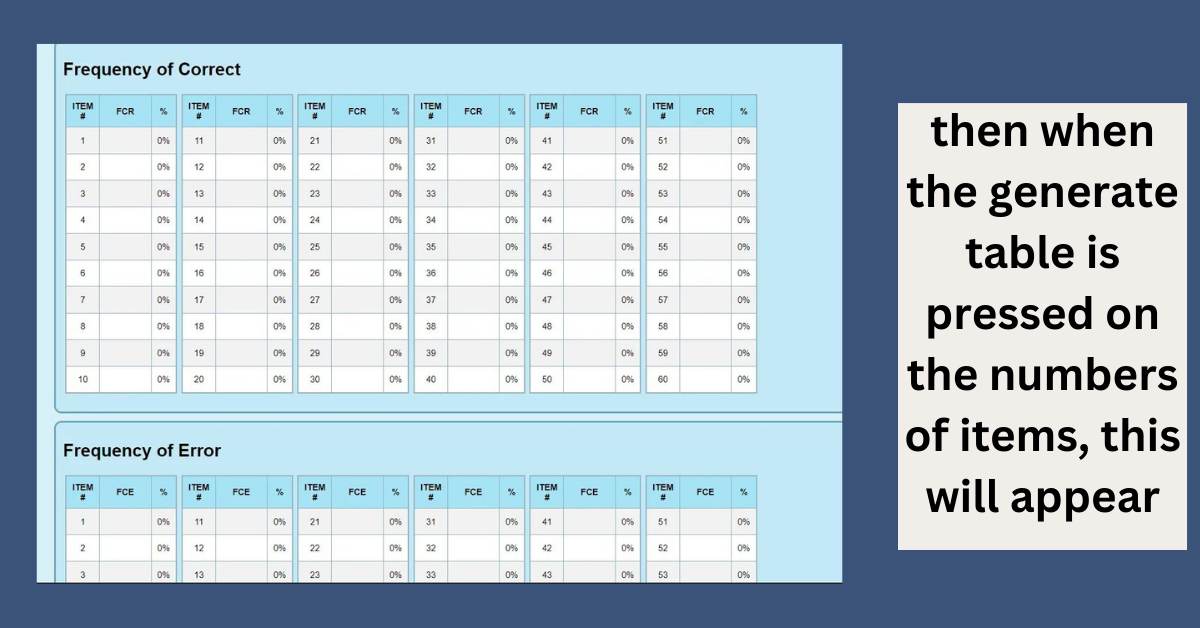 Frequency of Correct
ITEM # FCR % ITEM # FCR % ITEM # FCR % ITEM # FCR % ITEM # FCR % ITEM # FCR %
1 0% 11 0% 21 0% 31 0% 41 0% 51 0%
2 0% 12 0% 22 0% 32 0% 42 0% 52 0%
3 0% 13 0% 23 0% 33 0% 43 0% 53 0%
4 0% 14 0% 24 0% 34 0% 44 0% 54 0%
5 0% 15 0% 25 0% 35 0% 45 0% 55 0%
6 0% 16 0% 26 0% 36 0% 46 0% 56 0%
7 0% 17 0% 27 0% 37 0% 47 0% 57 0%
8 0% 18 0% 28 0% 38 0% 48 0% 58 0%
9 0% 19 0% 29 0% 39 0% 49 0% 59 0%
10 0% 20 0% 30 0% 40 0% 50 0% 60 0%
Frequency of Error
ITEM # FCE % ITEM # FCE % ITEM # FCE % ITEM # FCE % ITEM # FCE % ITEM # FCE %
1 0% 11 0% 21 0% 31 0% 41 0% 51 0%
2 0% 12 0% 22 0% 32 0% 42 0% 52 0%
3 0% 13 0% 23 0% 33 0% 43 0% 53 0%
then when
the generate
table is
pressed on
the numbers
of items, this
will appear